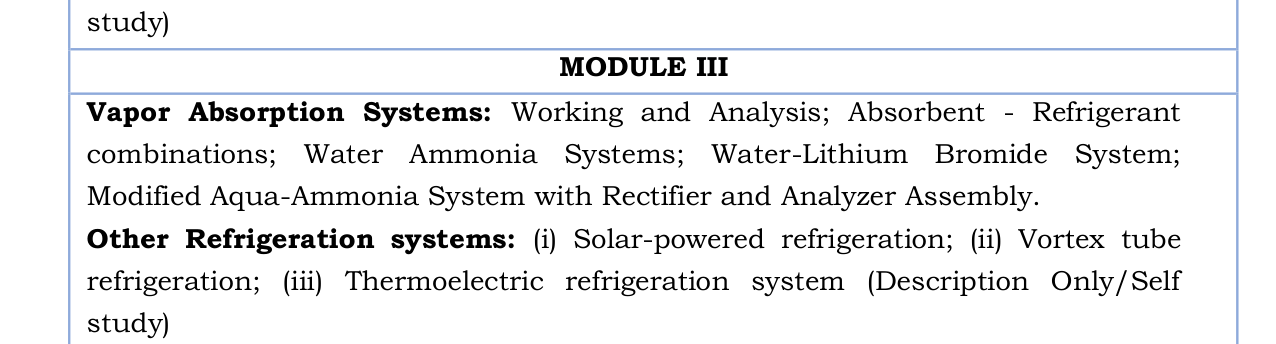 study)
MODULE III
Vapor Absorption Systems: Working and Analysis; Absorbent - Refrigerant
combinations; Water Ammonia Systems; Water-Lithium Bromide System;
Modified Aqua-Ammonia System with Rectifier and Analyzer Assembly.
Other Refrigeration systems: (i) Solar-powered refrigeration; (ii) Vortex tube
refrigeration; (iii) Thermoelectric refrigeration system (Description Only/Self
study)